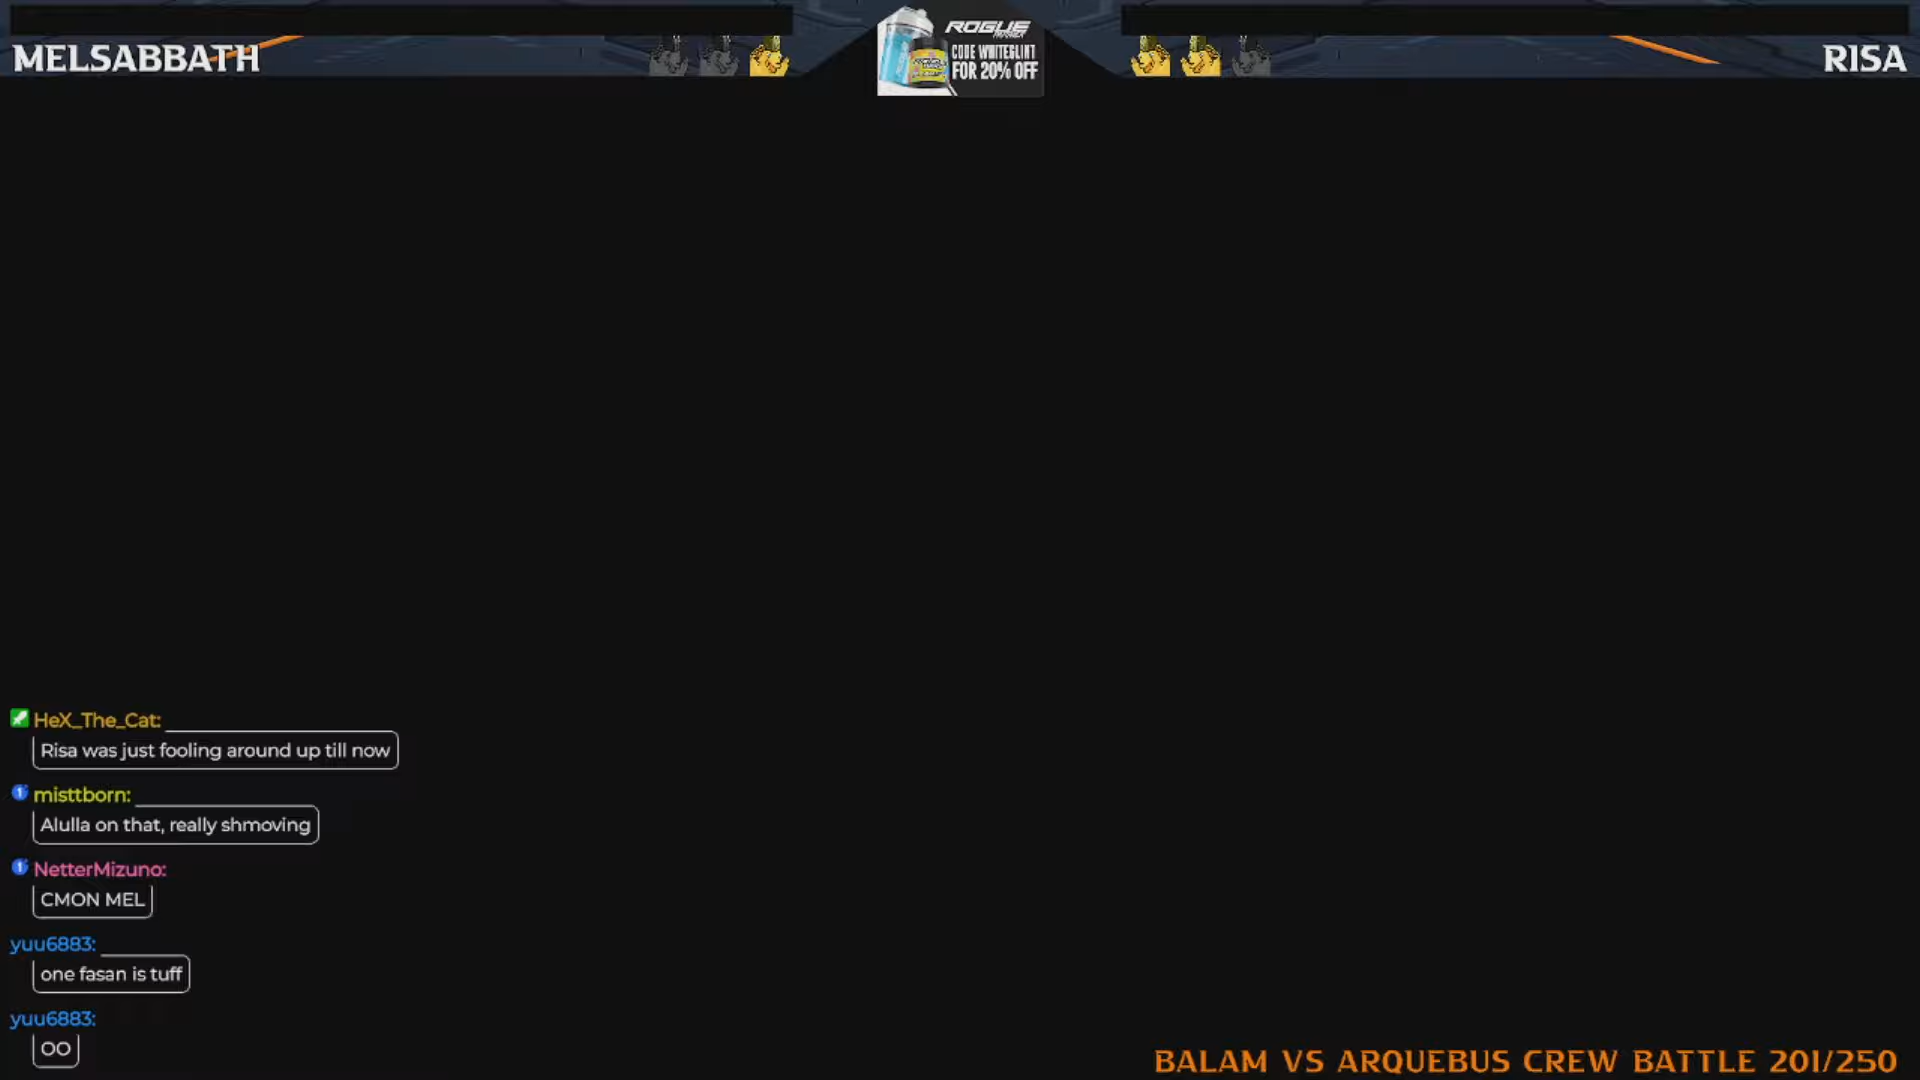 MELSABBATH
ROGUE
CODE WHITEGLINT
FOR 20% OFF
RISA
HeX_The_Cat:
Risa was just fooling around up till now
misttborn:
Alulla on that, really shmoving
NetterMizuno:
CMON MEL
yuu6883:
one fasan is tuff
yuu6883:
OO
BALAM VS ARQUEBUS CREW BATTLE 201/250